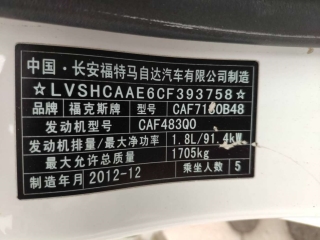 中国·长安福特马自达汽车有限公司制造
☆LVSHCAAE6CF393758☆
品牌 福克斯牌 型号 CAF7180B48
发动机型号 CAF483Q0
发动机排量/最大净功率 1.8L/91.4kW
最大允许总质量 1705kg
制造年月 2012-12 乘坐人数 5